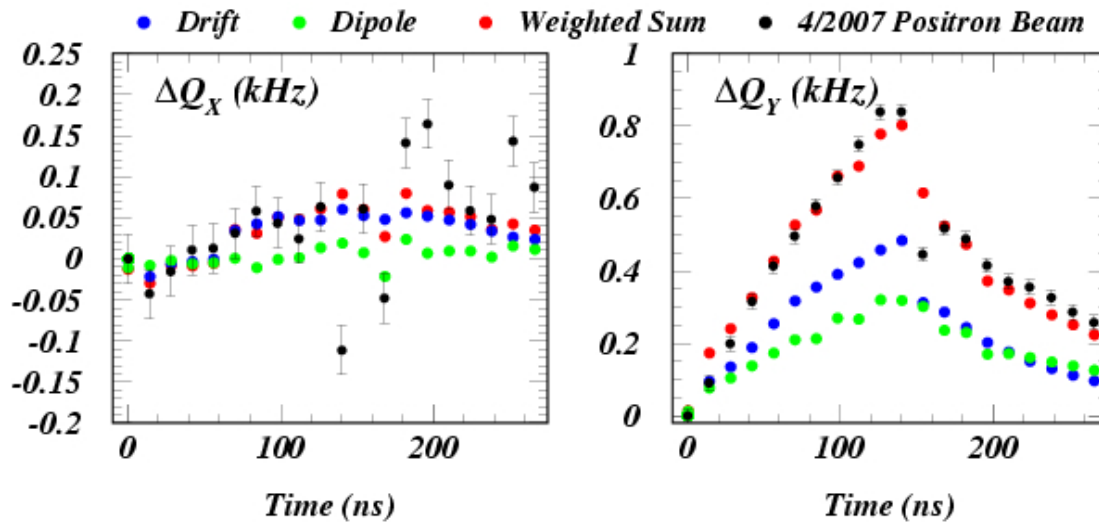 Drift Dipole Weighted Sum 4/2007 Positron Beam
0.25
0.2
0.15
0.1
0.05
0
-0.05
-0.1
-0.15
-0.2
ΔQX (kHz)
0 100 200
Time (ns)
1
0.8
0.6
0.4
0.2
0
ΔQY (kHz)
0 100 200
Time (ns)